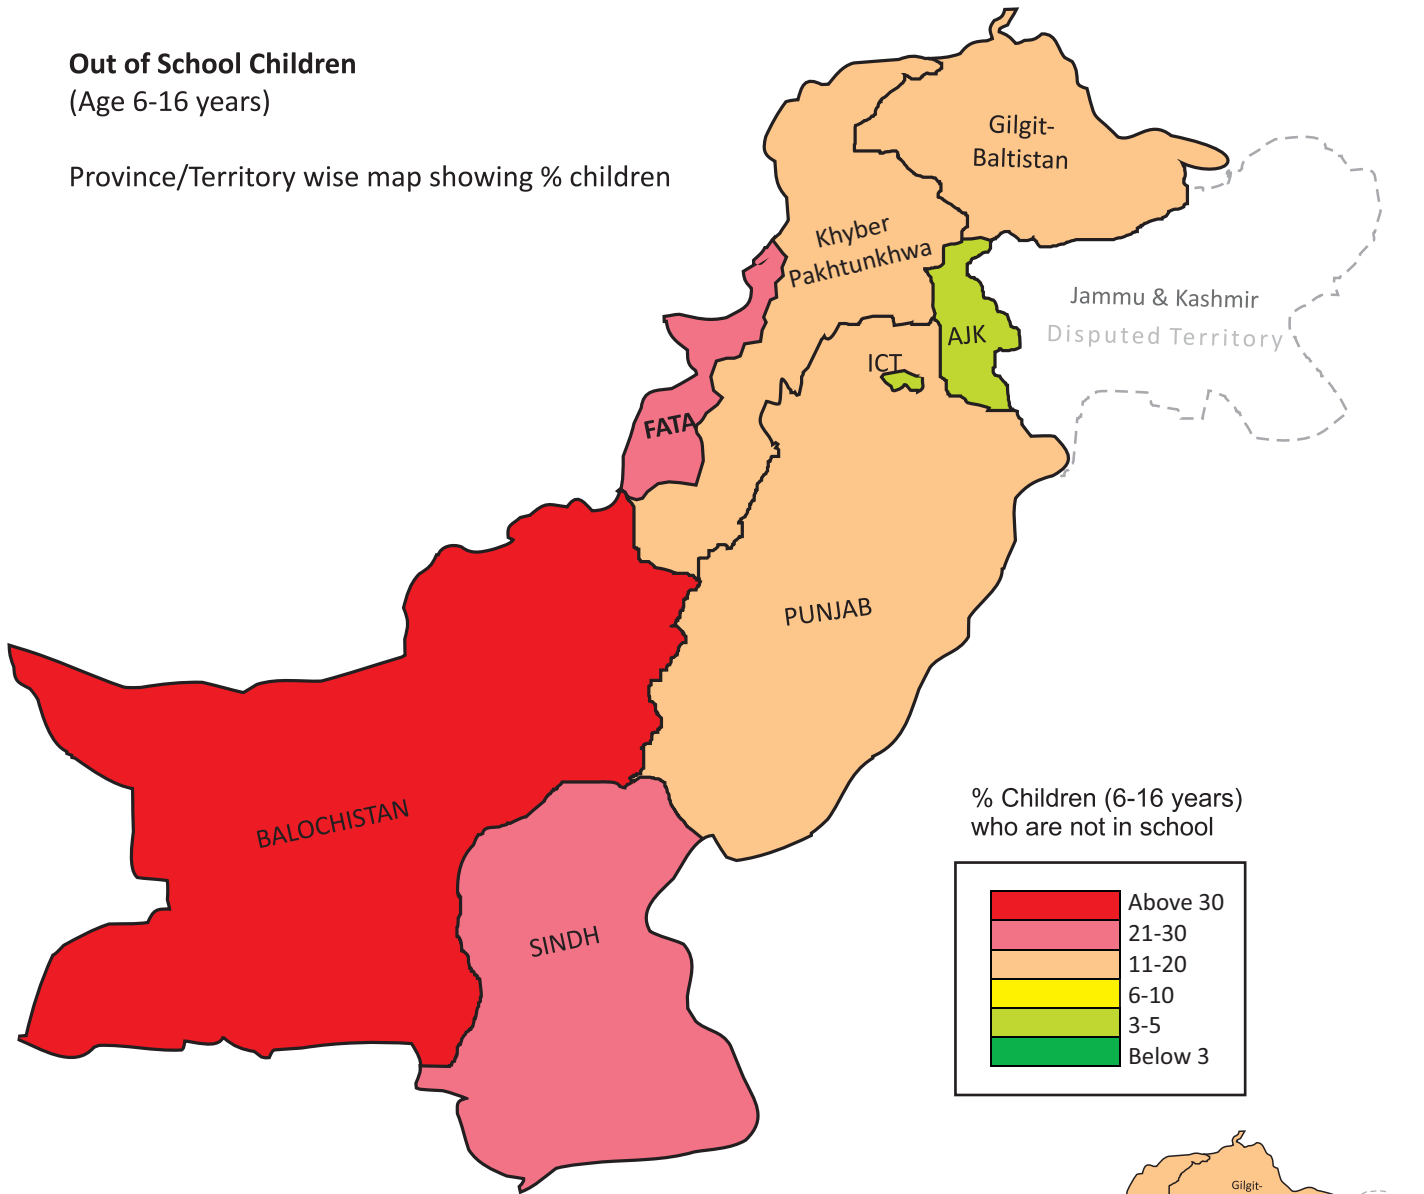 Out of School Children
(Age 6-16 years)
Province/Territory wise map showing % children
Gilgit-
Baltistan
Khyber
Pakhtunkhwa
Jammu & Kashmir
Disputed Territory
AJK
ICT
FATA
PUNJAB
BALOCHISTAN
SINDH
% Children (6-16 years)
who are not in school
Above 30
21-30
11-20
6-10
3-5
Below 3
Gilgit-